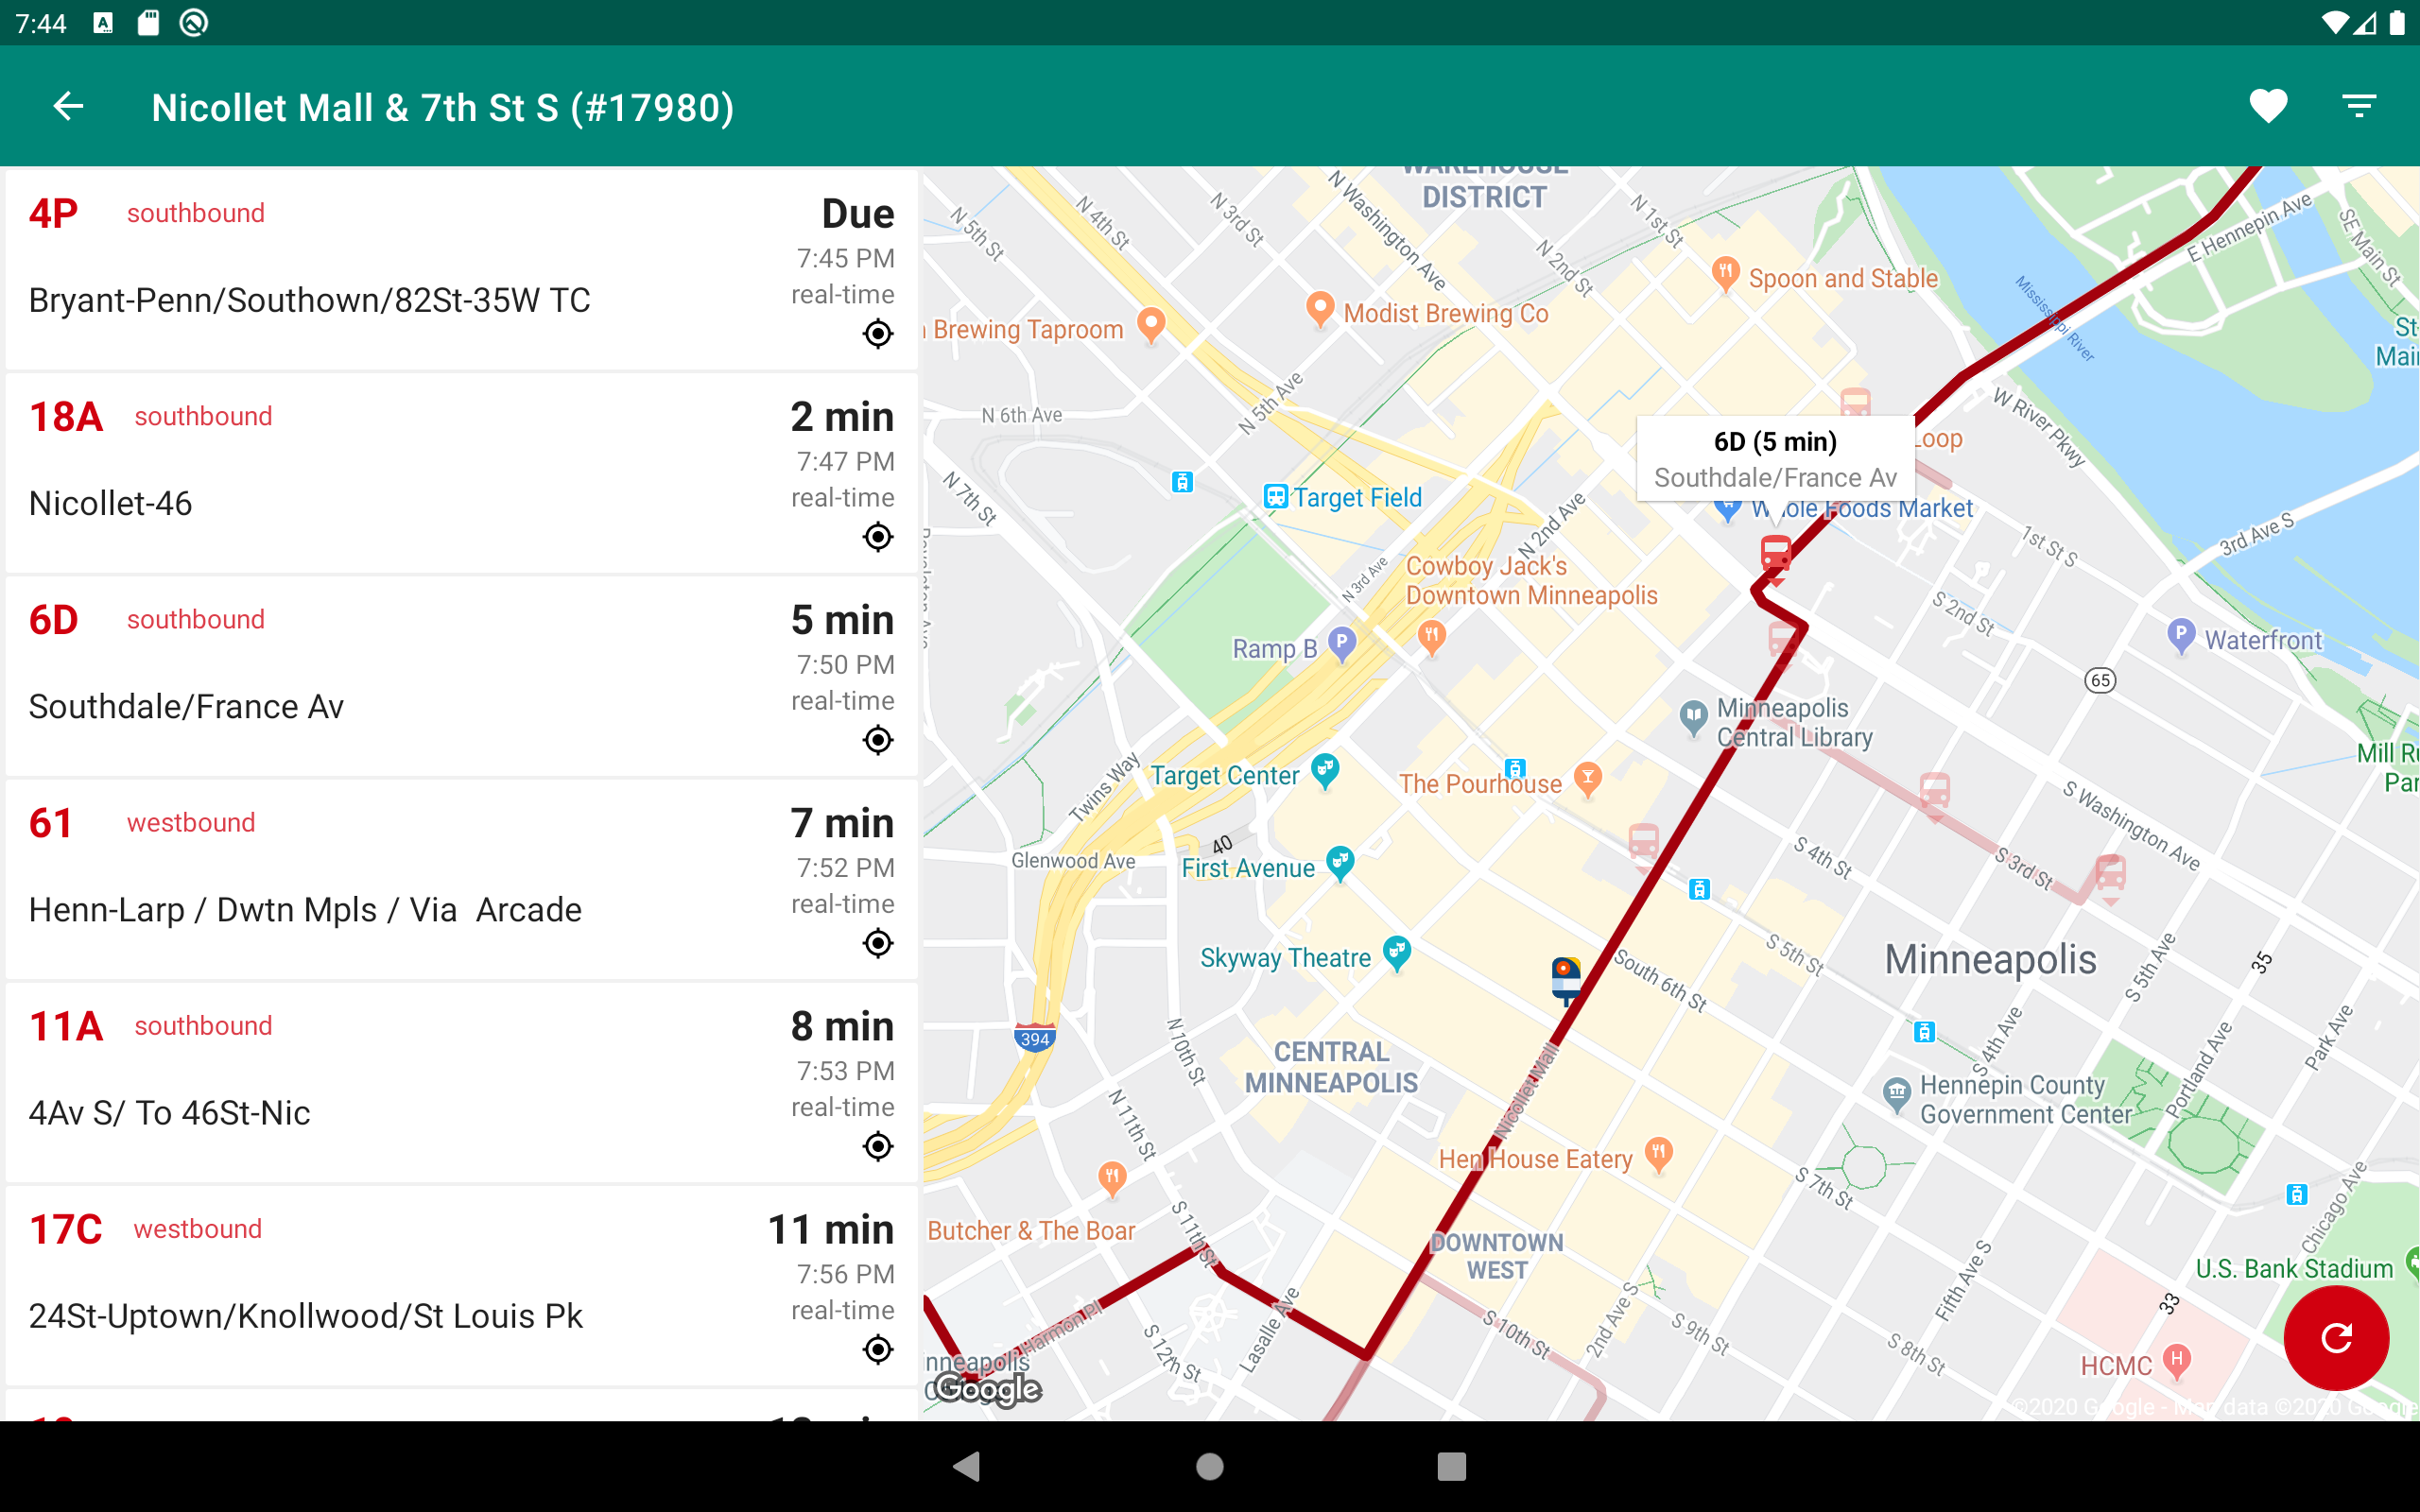 7:44
Nicollet Mall & 7th St S (#17980)
4P southbound Due
7:45 PM
Bryant-Penn/Southown/82St-35W TC
real-time
18A southbound 2 min
7:47 PM
Nicollet-46
real-time
6D southbound 5 min
7:50 PM
Southdale/France Av
real-time
61 westbound 7 min
7:52 PM
Henn-Larp / Dwtn Mpls / Via  Arcade
real-time
11A southbound 8 min
7:53 PM
4Av S/ To 46St-Nic
real-time
17C westbound 11 min
7:56 PM
24St-Uptown/Knollwood/St Louis Pk
real-time
WAREHOUSE
DISTRICT
N Washington Ave
N 5th St
N 4th St
N 3rd St
N 1st St
N 2nd St
E Hennepin Ave
SE Main St
Mississippi River
Spoon and Stable
Modist Brewing Co
Brewing Taproom
N 6th Ave
N 5th Ave
W River Pkwy
6D (5 min)
Southdale/France Av
Loop
N 7th St
Target Field
Whole Foods Market
N 2nd Ave
1st St S
3rd Ave S
N 3rd Ave
Cowboy Jack's
Downtown Minneapolis
S 2nd St
Ramp B
P
P
Waterfront
65
Minneapolis
Central Library
Twins Way
Target Center
The Pourhouse
S Washington Ave
40
Glenwood Ave
First Avenue
S 4th St
S 3rd St
Skyway Theatre
South 6th St
S 5th St
Minneapolis
S 5th Ave
35
394
N 10th St
CENTRAL
MINNEAPOLIS
Nicollet Mall
S 4th Ave
Portland Ave
Park Ave
Hennepin County
Government Center
N 11th St
Hen House Eatery
S 7th St
Chicago Ave
Butcher & The Boar
S 11th St
DOWNTOWN
WEST
Fifth Ave S
U.S. Bank Stadium
33
Harmon Pl
Lasalle Ave
S 12th St
S 10th St
2nd Ave S
S 9th St
S 8th St
HCMC
H
Google
©2020 Google - Map data ©2020 Google